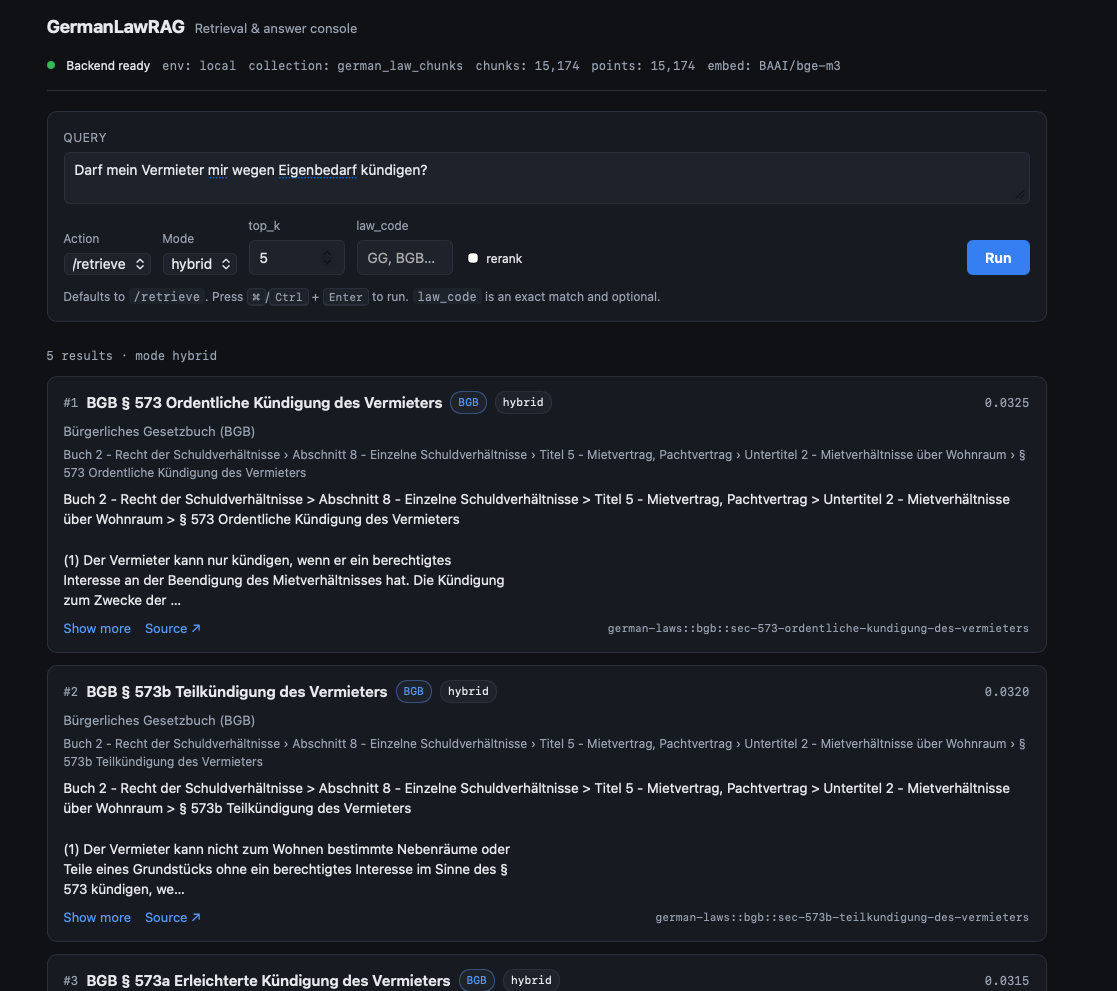 GermanLawRAG Retrieval & answer console
Backend ready env: local collection: german_law_chunks chunks: 15,174 points: 15,174 embed: BAAI/bge-m3
QUERY
Darf mein Vermieter mir wegen Eigenbedarf kündigen?
Action Mode top_k law_code
/retrieve hybrid 5 GG, BGB... rerank Run
Defaults to /retrieve. Press ⌘/Ctrl + Enter to run. law_code is an exact match and optional.
5 results · mode hybrid
#1 BGB § 573 Ordentliche Kündigung des Vermieters BGB hybrid 0.0325
Bürgerliches Gesetzbuch (BGB)
Buch 2 - Recht der Schuldverhältnisse › Abschnitt 8 - Einzelne Schuldverhältnisse › Titel 5 - Mietvertrag, Pachtvertrag › Untertitel 2 - Mietverhältnisse über Wohnraum › §
573 Ordentliche Kündigung des Vermieters
Buch 2 - Recht der Schuldverhältnisse > Abschnitt 8 - Einzelne Schuldverhältnisse > Titel 5 - Mietvertrag, Pachtvertrag > Untertitel 2 - Mietverhältnisse
über Wohnraum > § 573 Ordentliche Kündigung des Vermieters
(1) Der Vermieter kann nur kündigen, wenn er ein berechtigtes
Interesse an der Beendigung des Mietverhältnisses hat. Die Kündigung
zum Zwecke der ...
Show more Source ↗ german-laws::bgb::sec-573-ordentliche-kundigung-des-vermieters
#2 BGB § 573b Teilkündigung des Vermieters BGB hybrid 0.0320
Bürgerliches Gesetzbuch (BGB)
Buch 2 - Recht der Schuldverhältnisse › Abschnitt 8 - Einzelne Schuldverhältnisse › Titel 5 - Mietvertrag, Pachtvertrag › Untertitel 2 - Mietverhältnisse über Wohnraum › §
573b Teilkündigung des Vermieters
Buch 2 - Recht der Schuldverhältnisse > Abschnitt 8 - Einzelne Schuldverhältnisse > Titel 5 - Mietvertrag, Pachtvertrag > Untertitel 2 - Mietverhältnisse
über Wohnraum > § 573b Teilkündigung des Vermieters
(1) Der Vermieter kann nicht zum Wohnen bestimmte Nebenräume oder
Teile eines Grundstücks ohne ein berechtigtes Interesse im Sinne des §
573 kündigen, we...
Show more Source ↗ german-laws::bgb::sec-573b-teilkundigung-des-vermieters
#3 BGB § 573a Erleichterte Kündigung des Vermieters BGB hybrid 0.0315